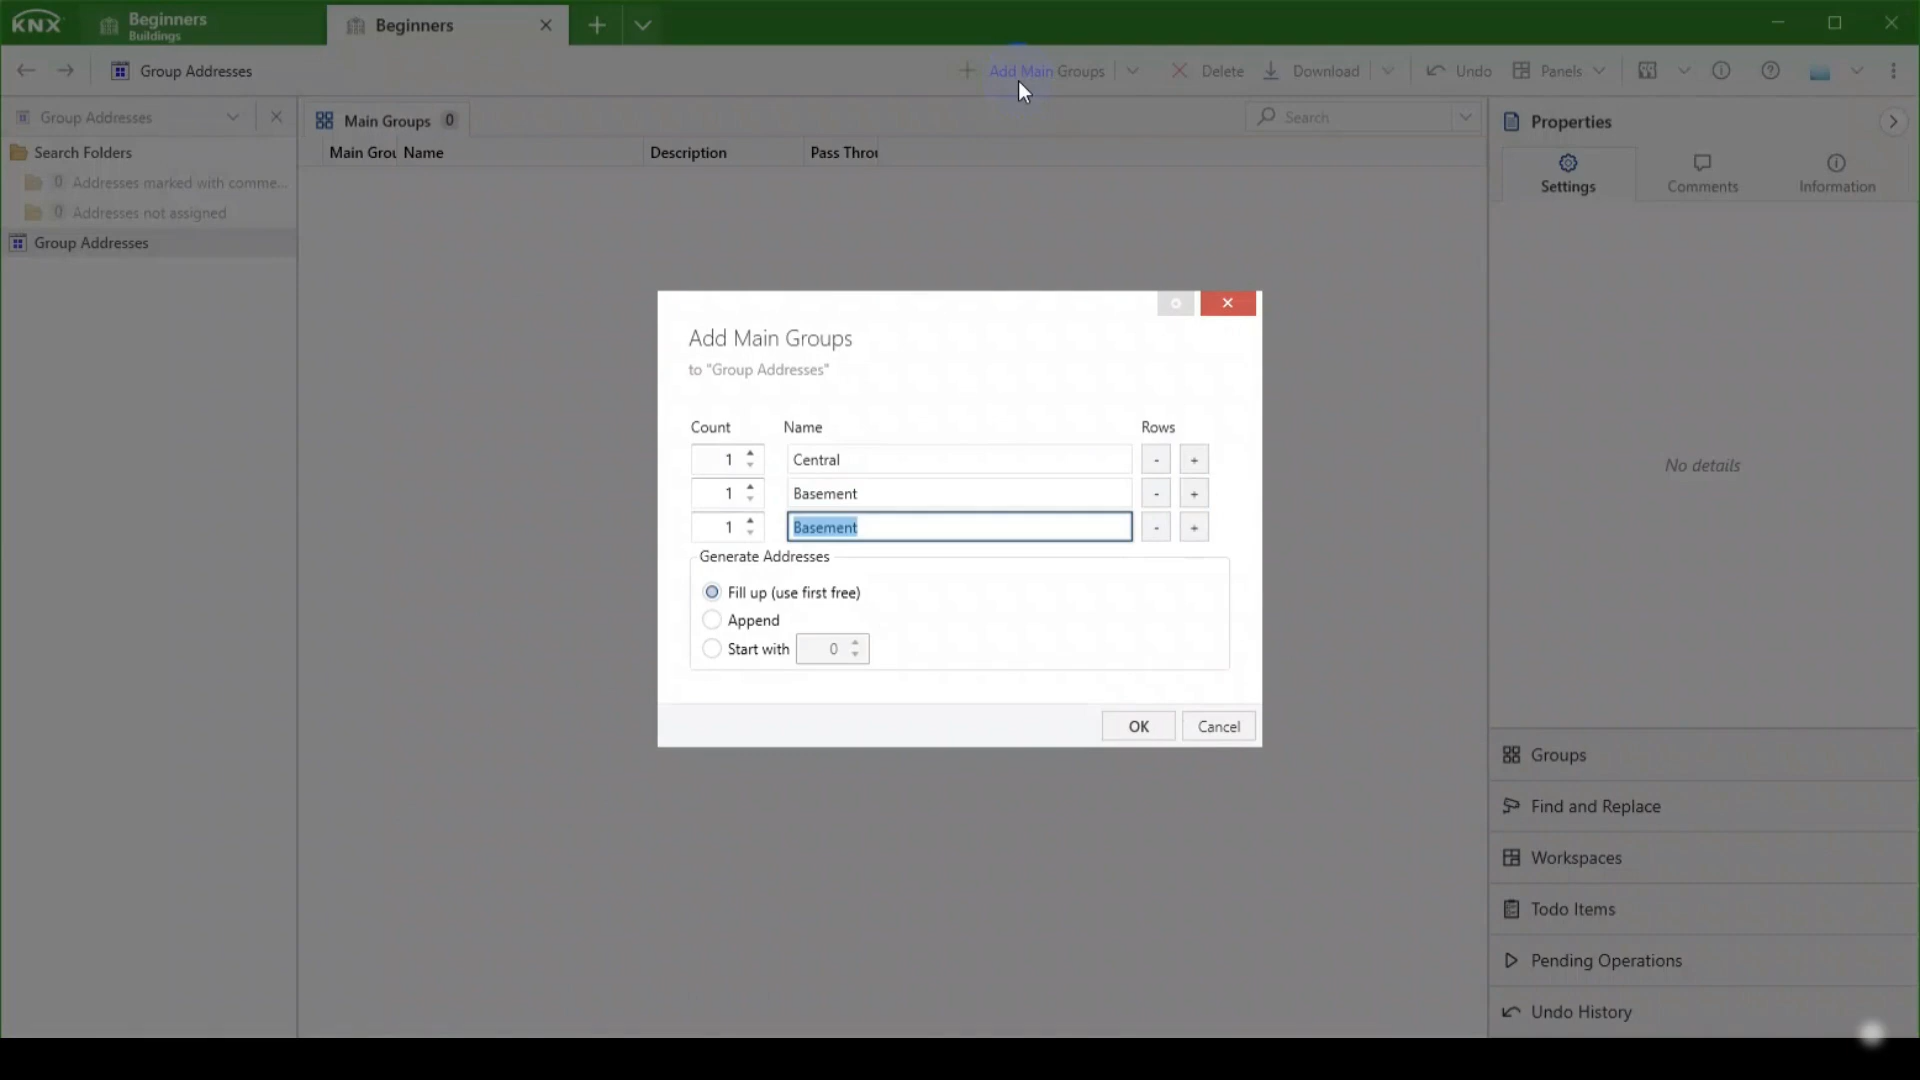 KNX
Beginners
Buildings
Beginners
Group Addresses
Add Main Groups
Delete
Download
Undo
Panels
Group Addresses
Main Groups 0
Search
Properties
Search Folders
Main Grou Name Description Pass Throu
0 Addresses marked with comme...
0 Addresses not assigned
Group Addresses
Settings
Comments
Information
No details
Add Main Groups
to "Group Addresses"
Count Name Rows
1 Central - +
1 Basement - +
1 Basement - +
Generate Addresses
Fill up (use first free)
Append
Start with 0
OK
Cancel
Groups
Find and Replace
Workspaces
Todo Items
Pending Operations
Undo History